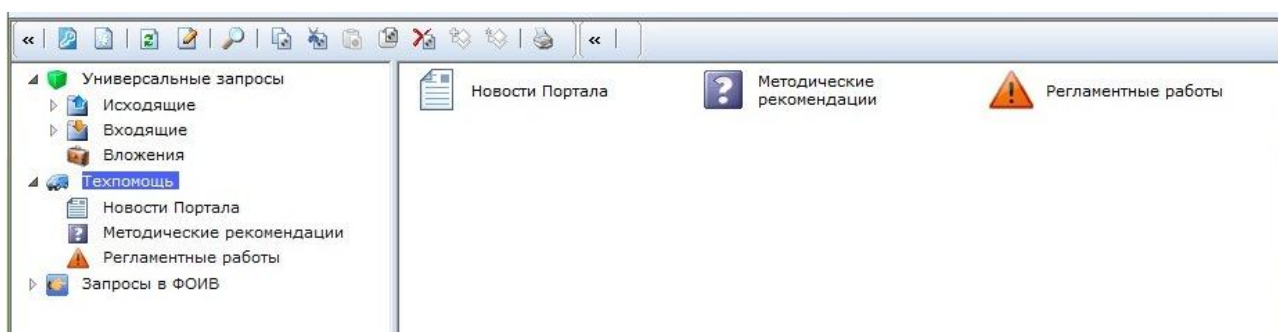 Универсальные запросы
Исходящие
Входящие
Вложения
Техпомощь
Новости Портала
Методические рекомендации
Регламентные работы
Запросы в ФОИВ
Новости Портала
Методические
рекомендации
Регламентные работы